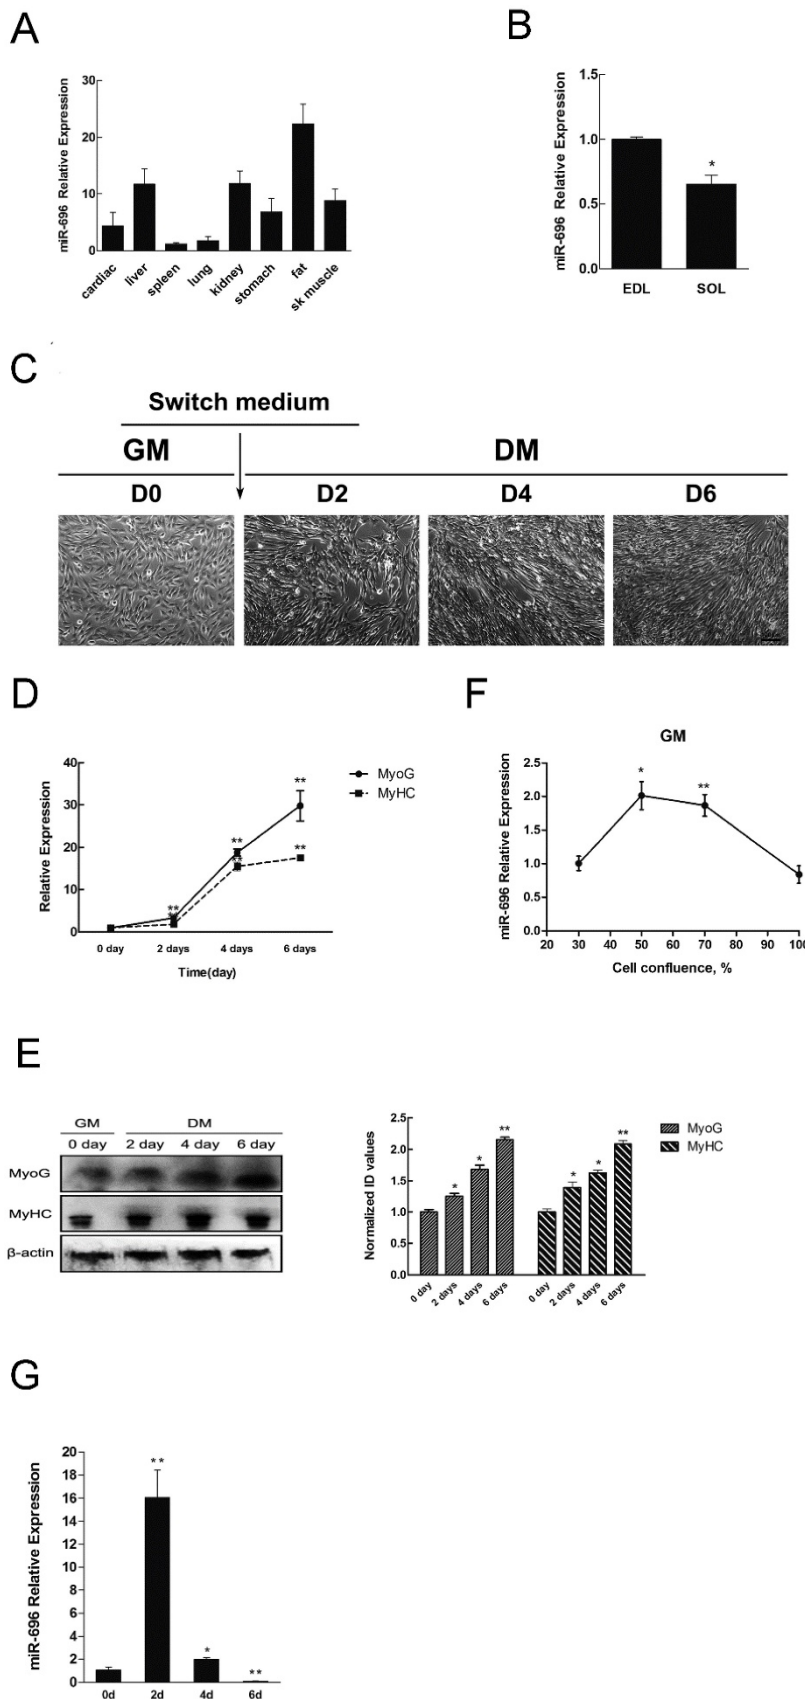 A
miR-696 Relative Expression
30
20
10
0
cardiac
liver
spleen
lung
kidney
stomach
fat
sk muscle
B
miR-696 Relative Expression
1.5
1.0
0.5
0.0
*
EDL
SOL
C
Switch medium
GM
DM
D0
D2
D4
D6
D
Relative Expression
40
30
20
10
0
**
**
**
**
**
**
0 day
2 days
4 days
6 days
Time(day)
MyoG
MyHC
F
GM
miR-696 Relative Expression
2.5
2.0
1.5
1.0
0.5
0.0
*
**
20 30 40 50 60 70 80 90 100
Cell confluence, %
E
GM DM
0 day 2 day 4 day 6 day
MyoG
MyHC
β-actin
Normalized ID values
2.5
2.0
1.5
1.0
0.5
0.0
* * **
* * **
0 day
2 days
4 days
6 days
0 day
2 days
4 days
6 days
MyoG
MyHC
G
miR-696 Relative Expression
20
18
16
14
12
10
8
6
4
2
0
**
*
**
0d 2d 4d 6d